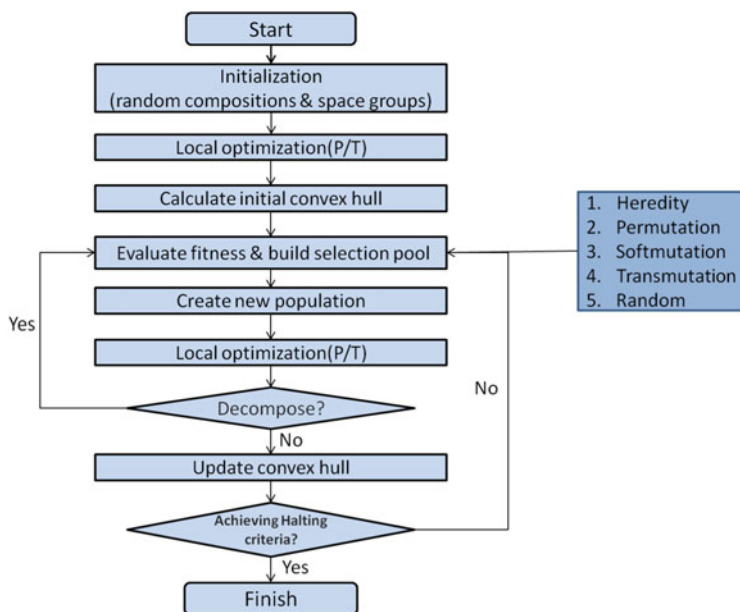 Start
Initialization
(random compositions & space groups)
Local optimization(P/T)
Calculate initial convex hull
Evaluate fitness & build selection pool
Create new population
Local optimization(P/T)
Decompose?
Yes
No
Update convex hull
Achieving Halting
criteria?
No
Yes
Finish
1. Heredity
2. Permutation
3. Softmutation
4. Transmutation
5. Random